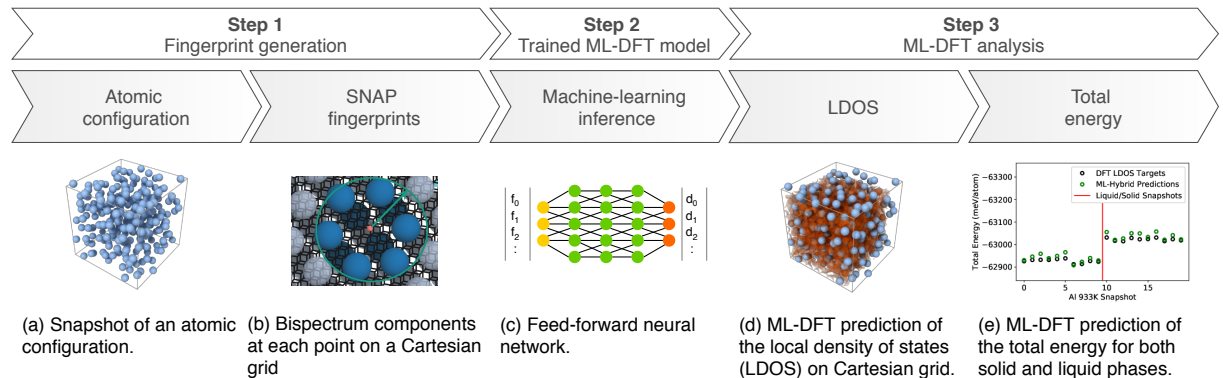 Step 1
Fingerprint generation
Step 2
Trained ML-DFT model
Step 3
ML-DFT analysis
Atomic
configuration
SNAP
fingerprints
Machine-learning
inference
LDOS
Total
energy
f0
f1
f2
:
d0
d1
d2
:
Total Energy (meV/atom)
−63300
−63200
−63100
−63000
−62900
DFT LDOS Targets
ML-Hybrid Predictions
Liquid/Solid Snapshots
0 5 10 15
Al 933K Snapshot
(a) Snapshot of an atomic
configuration.
(b) Bispectrum components
at each point on a Cartesian
grid
(c) Feed-forward neural
network.
(d) ML-DFT prediction of
the local density of states
(LDOS) on Cartesian grid.
(e) ML-DFT prediction of
the total energy for both
solid and liquid phases.